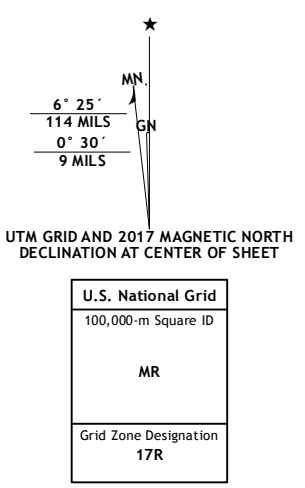 ★
MN
6° 25´
114 MILS
GN
0° 30´
9 MILS
UTM GRID AND 2017 MAGNETIC NORTH
DECLINATION AT CENTER OF SHEET
U.S. National Grid
100,000-m Square ID
MR
Grid Zone Designation
17R